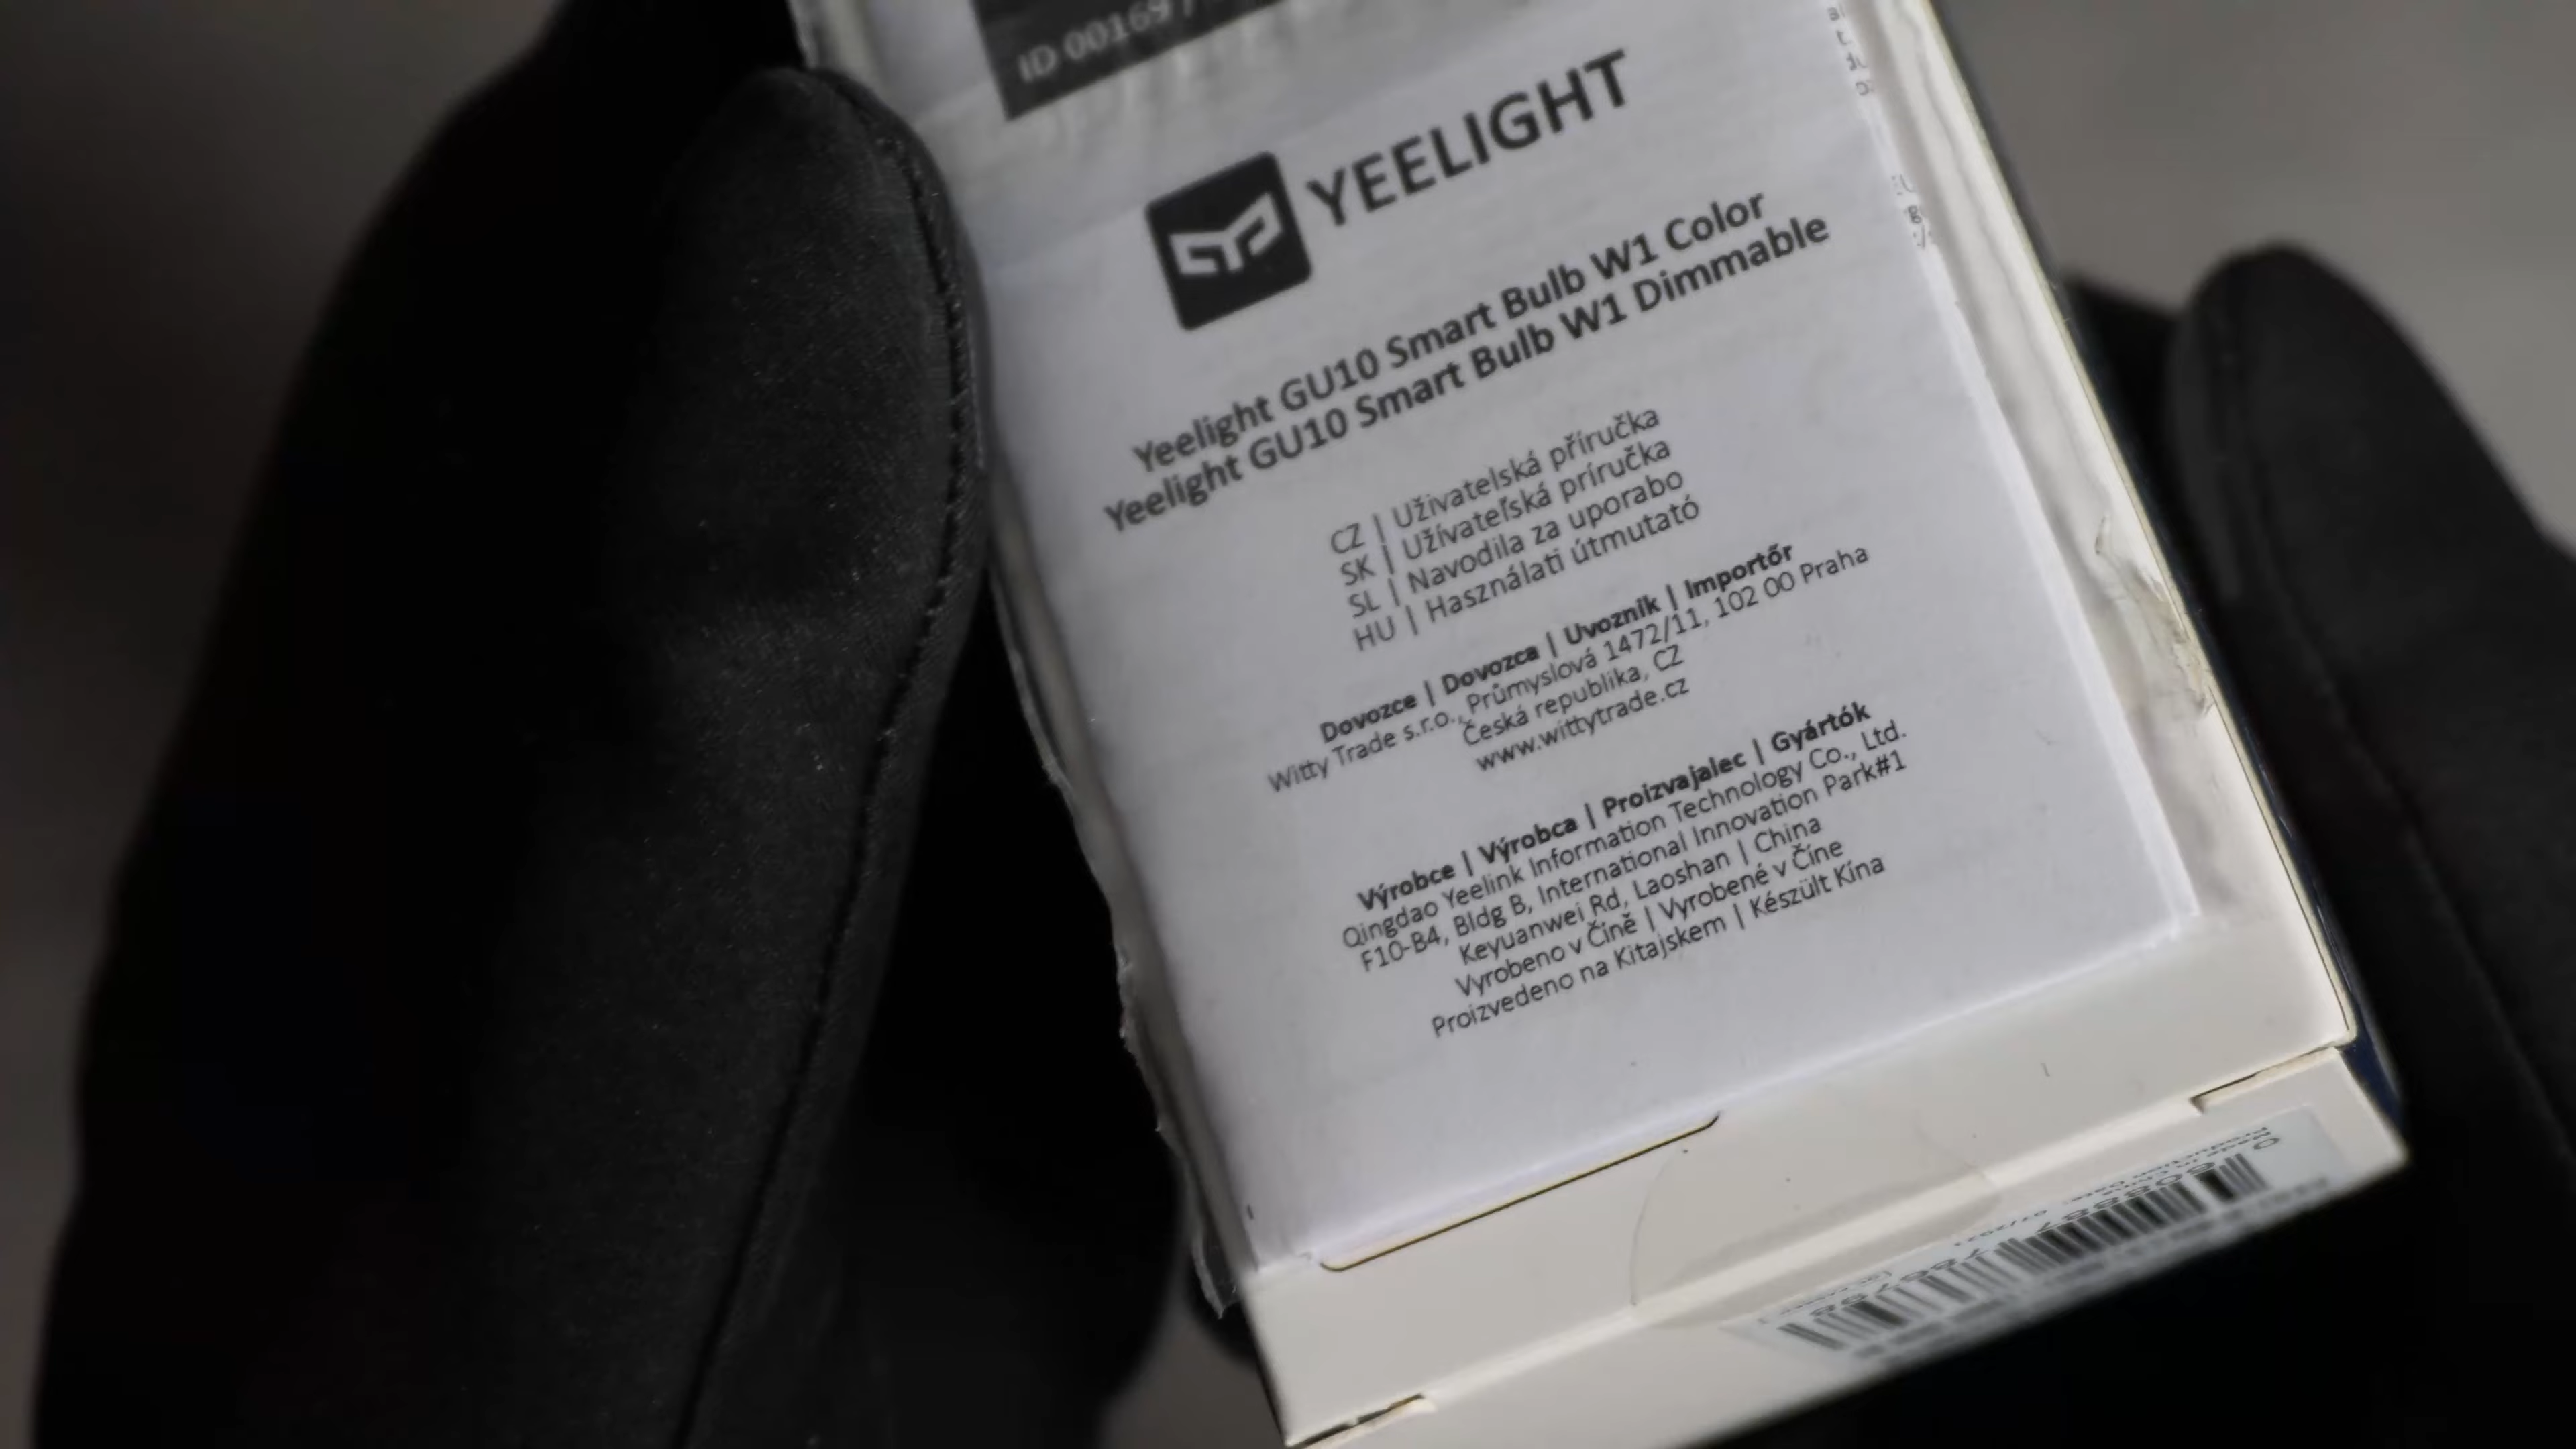 ID 00169 /
YEELIGHT
Yeelight GU10 Smart Bulb W1 Color
Yeelight GU10 Smart Bulb W1 Dimmable
CZ | Uživatelská příručka
SK | Užívateľská príručka
SL | Navodila za uporabo
HU | Használati útmutató
Dovozce | Dovozca | Uvoznik | Importőr
Witty Trade s.r.o., Průmyslová 1472/11, 102 00 Praha
Česká republika, CZ
www.wittytrade.cz
Výrobce | Výrobca | Proizvajalec | Gyártók
Qingdao Yeelink Information Technology Co., Ltd.
F10-B4, Bldg B, International Innovation Park#1
Keyuanwei Rd, Laoshan | China
Vyrobeno v Číně | Vyrobené v Číne
Proizvedeno na Kitajskem | Készült Kína